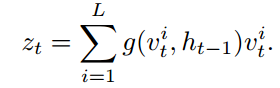 z_t = \sum_{i=1}^{L} g(v_t^i, h_{t-1}) v_t^i.